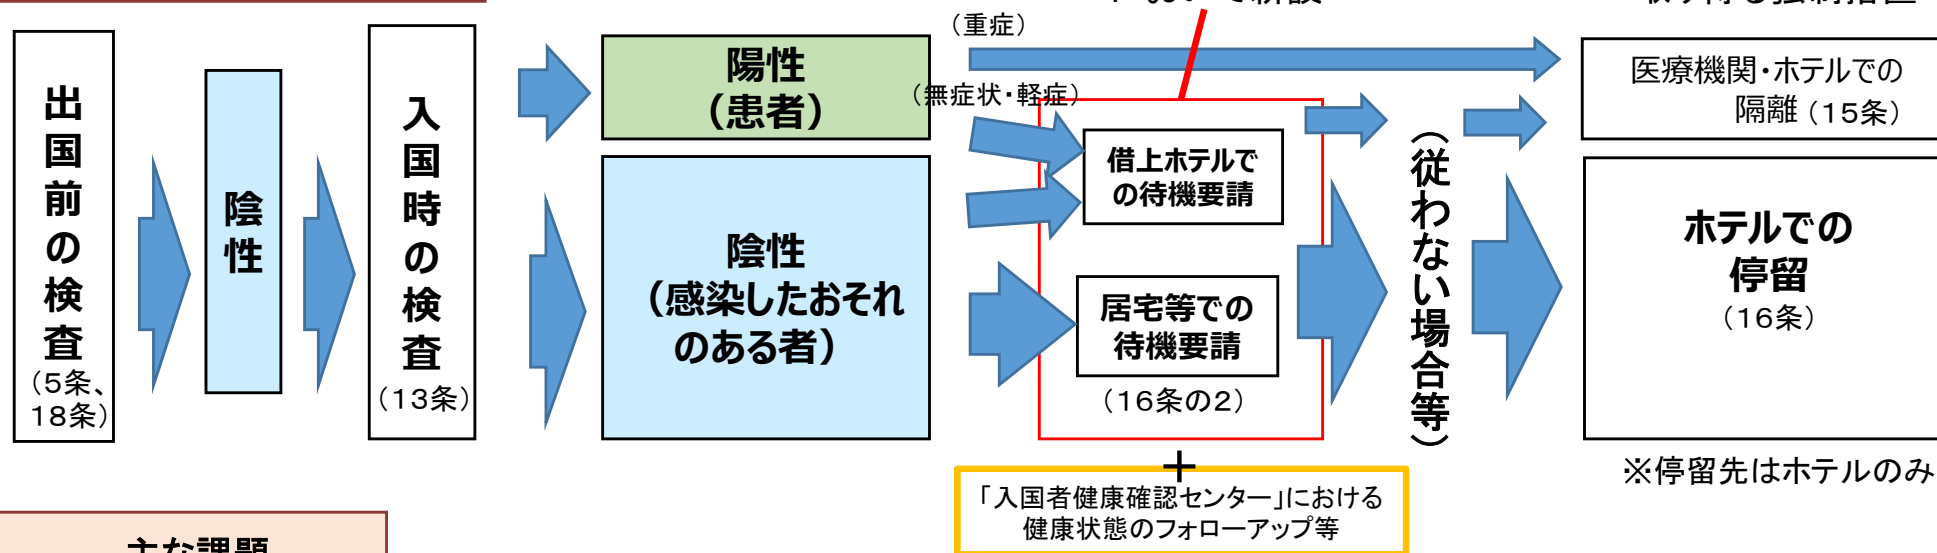 出国前の検査
（5条、
18条）
陰性
入国時の検査
（13条）
陽性
（患者）
陰性
（感染したおそれ
のある者）
（重症）
（無症状・軽症）
借上ホテルで
の待機要請
居宅等での
待機要請
（16条の2）
（従わない場合等）
医療機関・ホテルでの
隔離（15条）
ホテルでの
停留
（16条）
※停留先はホテルのみ
＋
「入国者健康確認センター」における
健康状態のフォローアップ等
主な課題